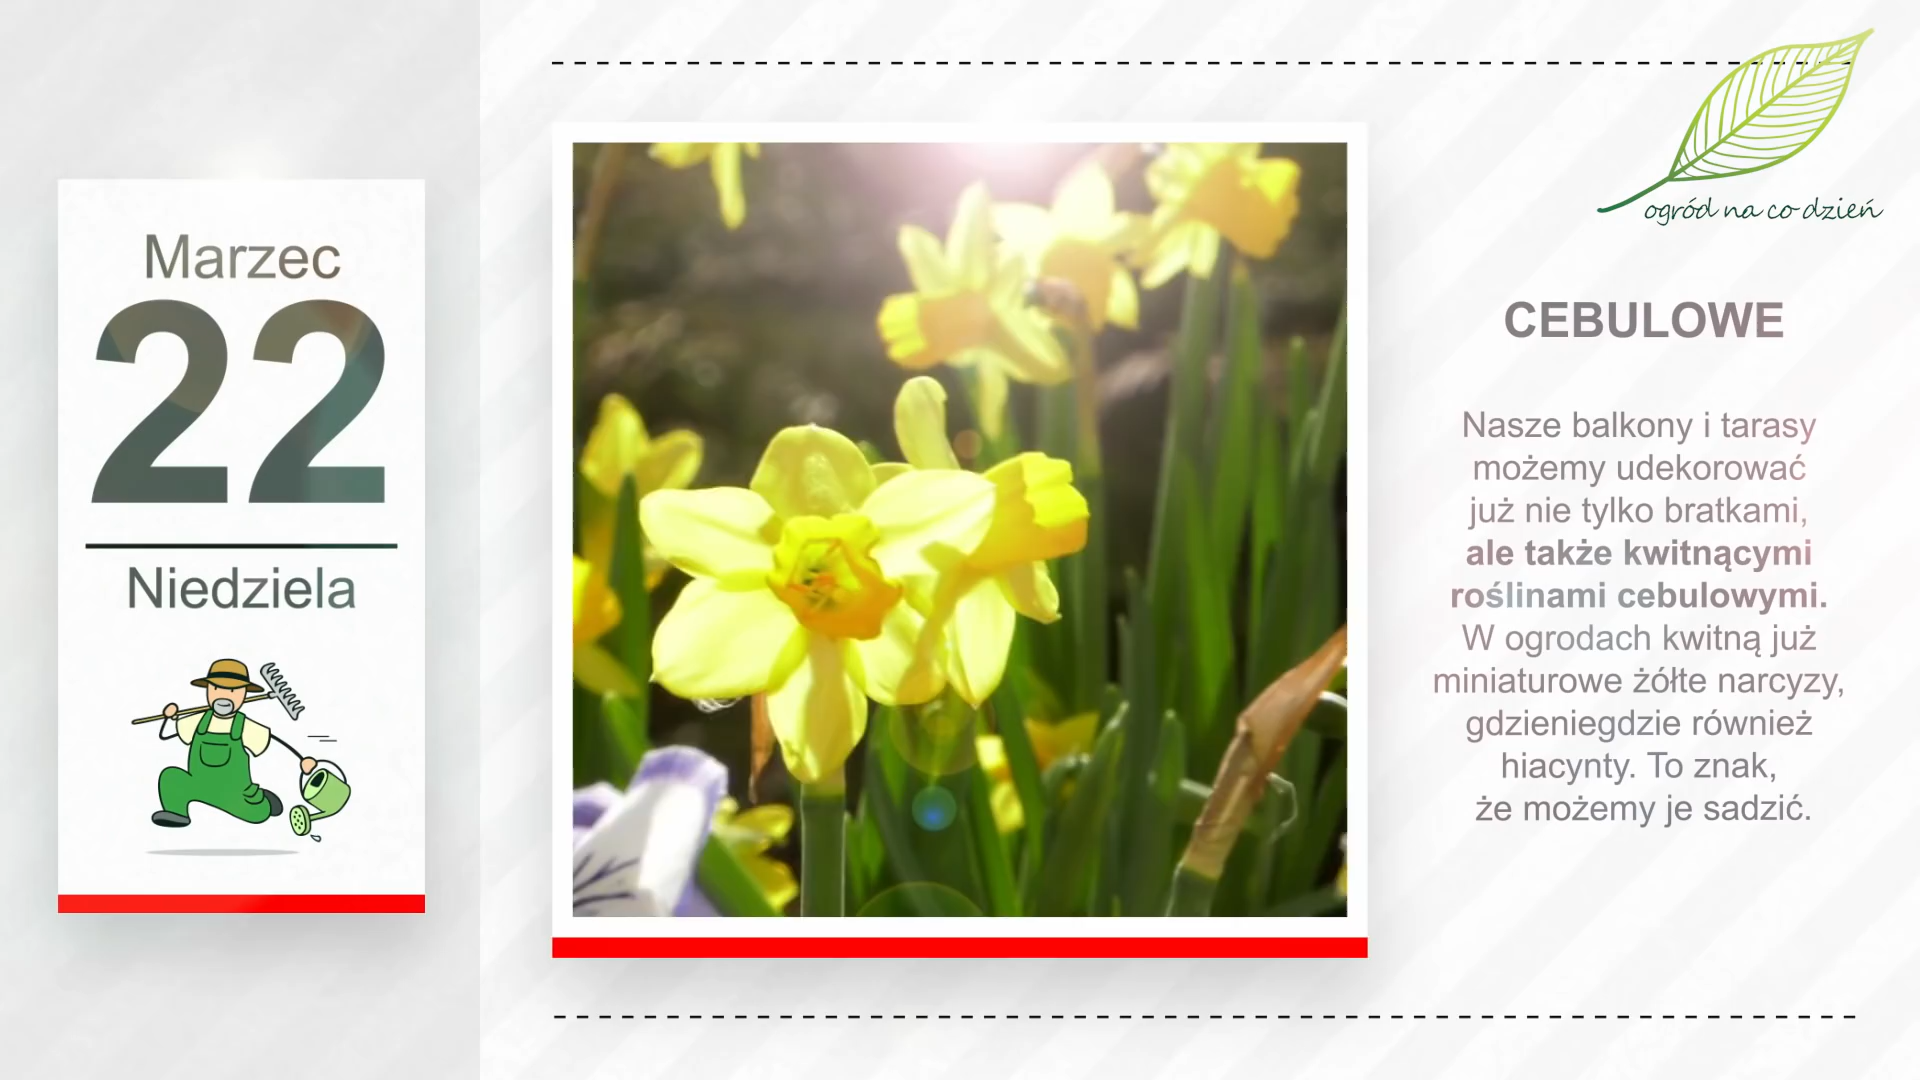 Marzec
22
Niedziela
ogród na co dzień
CEBULOWE
Nasze balkony i tarasy
możemy udekorować
już nie tylko bratkami,
ale także kwitnącymi
roślinami cebulowymi.
W ogrodach kwitną już
miniaturowe żółte narcyzy,
gdzieniegdzie również
hiacynty. To znak,
że możemy je sadzić.